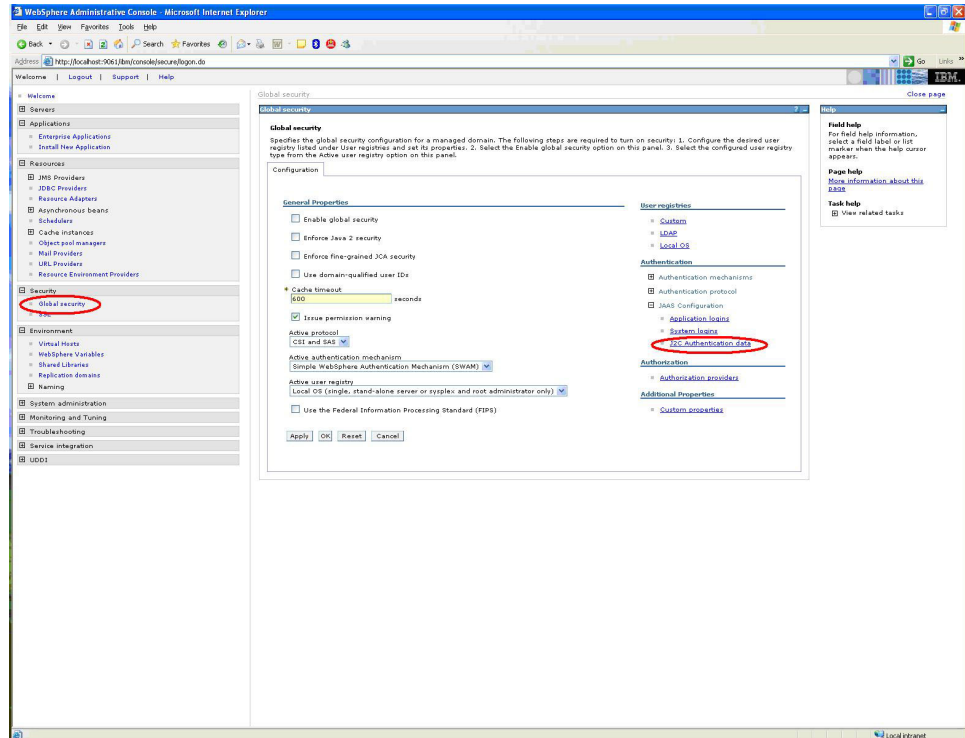 WebSphere Administrative Console - Microsoft Internet Explorer
File Edit View Favorites Tools Help
Back Search Favorites
Address http://localhost:9061/ibm/console/secure/logon.do Go Links »
Welcome | Logout | Support | Help IBM.
Welcome
Servers
Applications
Enterprise Applications
Install New Application
Resources
JMS Providers
JDBC Providers
Resource Adapters
Asynchronous beans
Schedulers
Cache instances
Object pool managers
Mail Providers
URL Providers
Resource Environment Providers
Security
Global security
Environment
Virtual Hosts
WebSphere Variables
Shared Libraries
Replication domains
Naming
System administration
Monitoring and Tuning
Troubleshooting
Service integration
UDDI
Global security Close page
Global security ? –
Global security
Specifies the global security configuration for a managed domain. The following steps are required to turn on security: 1. Configure the desired user
registry listed under User registries and set its properties. 2. Select the Enable global security option on this panel. 3. Select the configured user registry
type from the Active user registry option on this panel.
Configuration
General Properties
Enable global security
Enforce Java 2 security
Enforce fine-grained JCA security
Use domain-qualified user IDs
Cache timeout
600 seconds
Issue permission warning
Active protocol
CSI and SAS
Active authentication mechanism
Simple WebSphere Authentication Mechanism (SWAM)
Active user registry
Local OS (single, stand-alone server or sysplex and root administrator only)
Use the Federal Information Processing Standard (FIPS)
Apply OK Reset Cancel
User registries
Custom
LDAP
Local OS
Authentication
Authentication mechanisms
Authentication protocol
JAAS Configuration
Application logins
System logins
J2C Authentication data
Authorization
Authorization providers
Additional Properties
Custom properties
Help –
Field help
For field help information,
select a field label or list
marker when the help cursor
appears.
Page help
More information about this
page
Task help
View related tasks
Local intranet